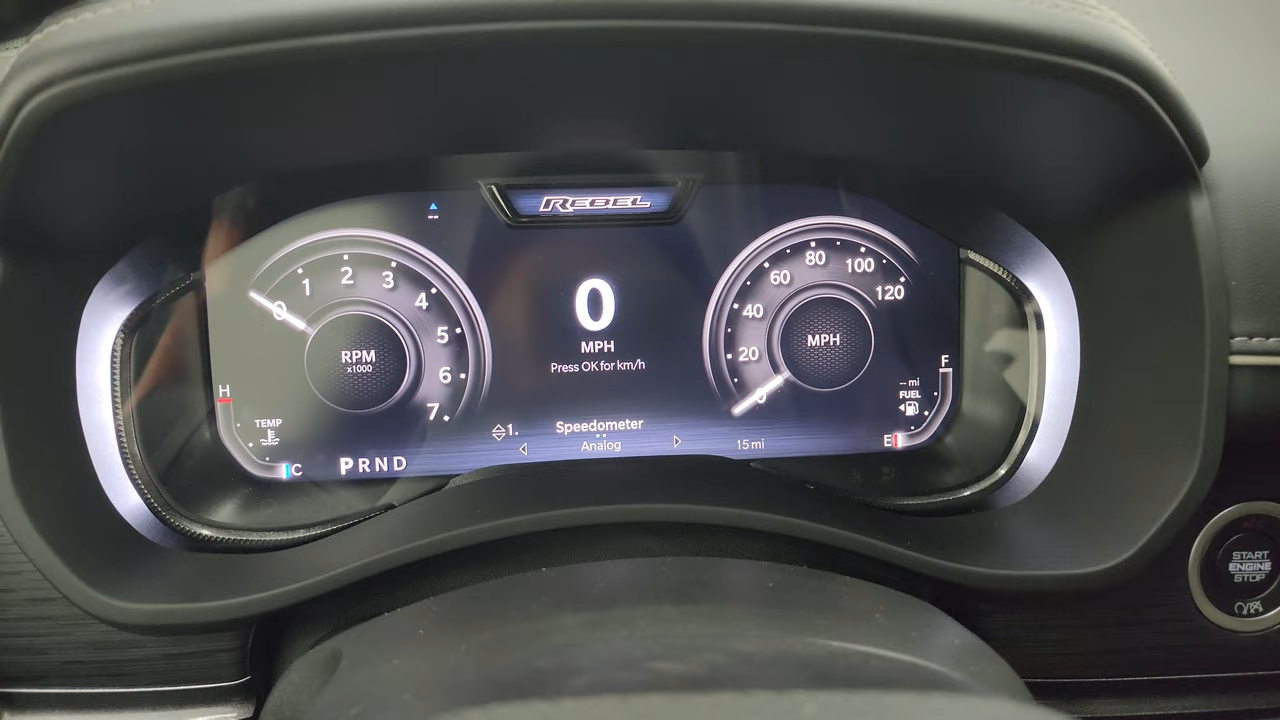 REBEL
0
1
2
3
4
5
6
7
RPM
x1000
H
TEMP
C
PRND
0
MPH
Press OK for km/h
1.
Speedometer
Analog
15 mi
0
20
40
60
80
100
120
MPH
F
-- mi
FUEL
E
START
ENGINE
STOP